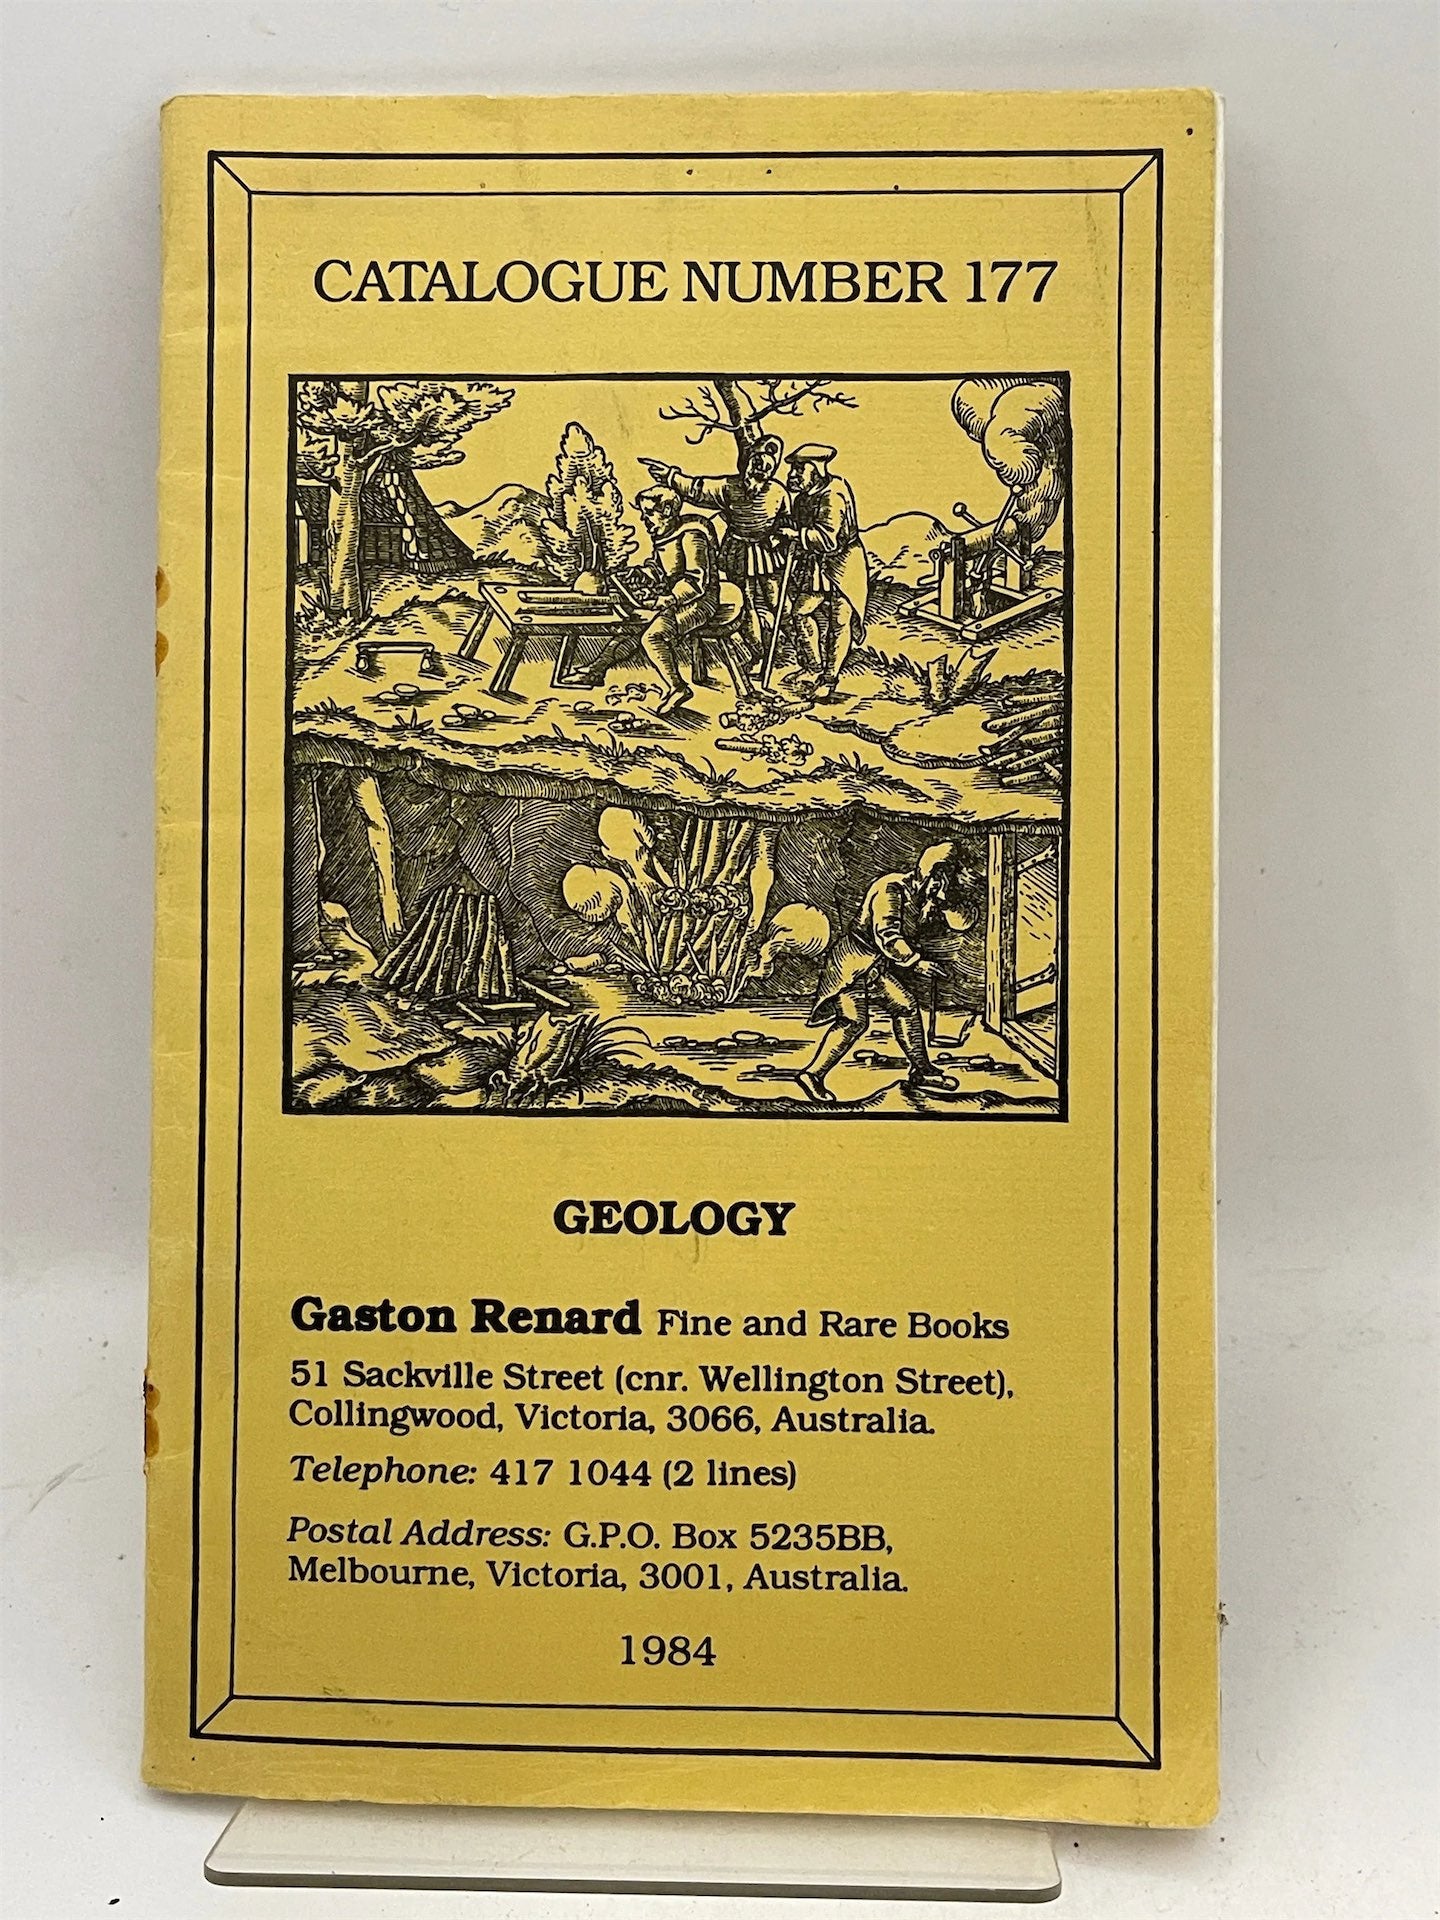 CATALOGUE NUMBER 177
GEOLOGY
Gaston Renard Fine and Rare Books
51 Sackville Street (cnr. Wellington Street),
Collingwood, Victoria, 3066, Australia.
Telephone: 417 1044 (2 lines)
Postal Address: G.P.O. Box 5235BB,
Melbourne, Victoria, 3001, Australia.
1984